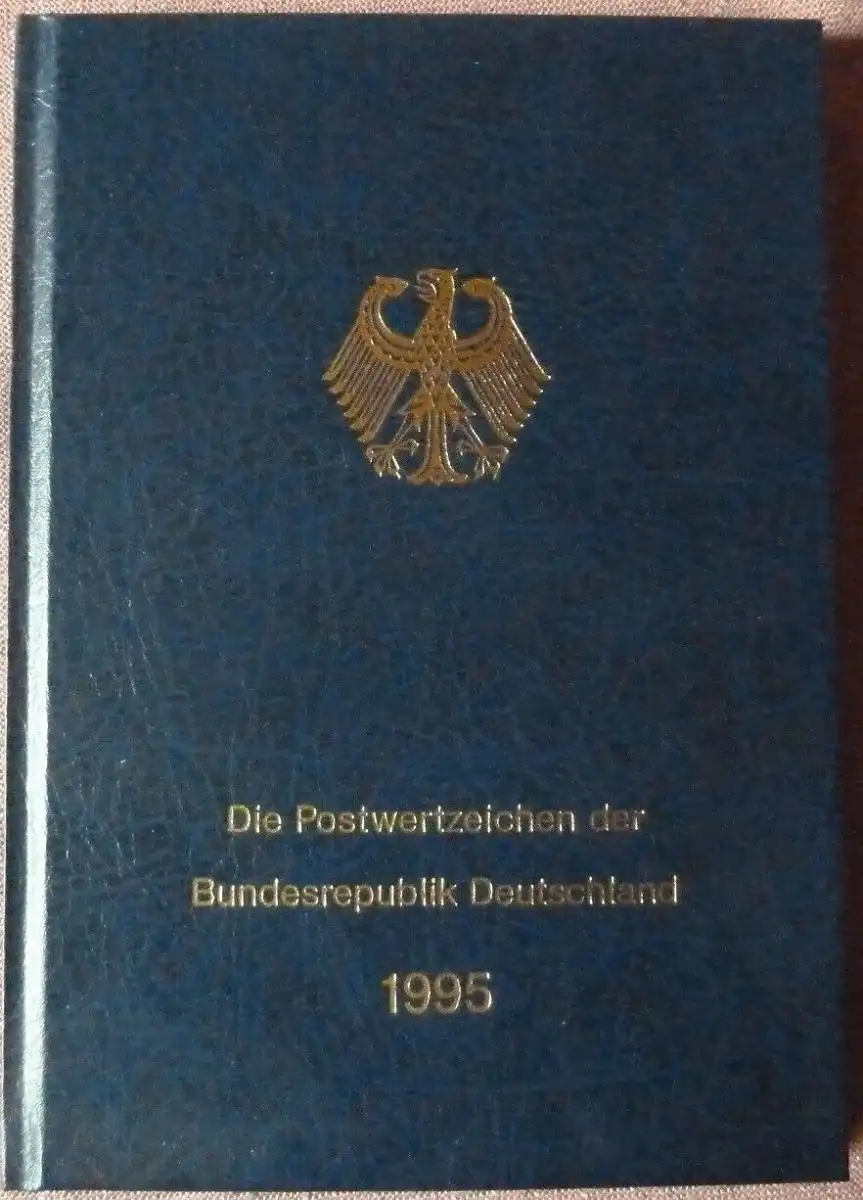 Die Postwertzeichen der
Bundesrepublik Deutschland
1995